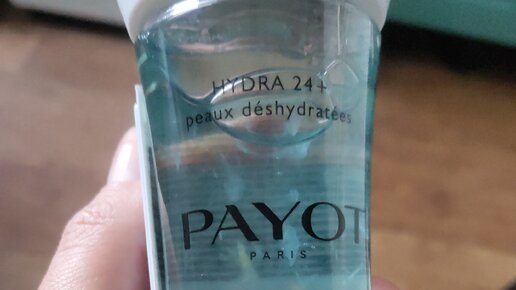 HYDRA 24+
peaux déshydratées
PAYOT
PARIS